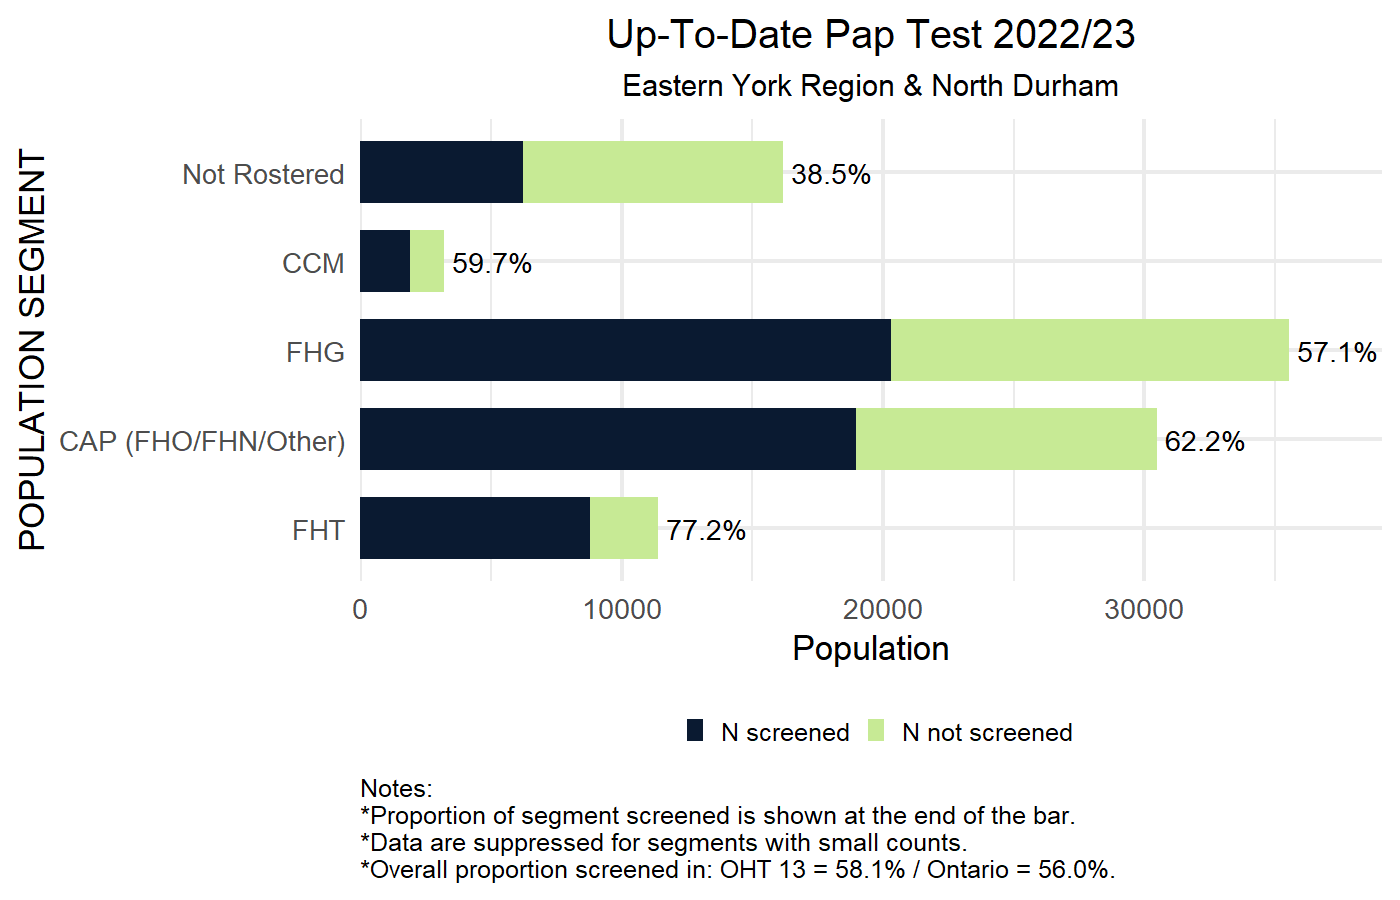 Up-To-Date Pap Test 2022/23
Eastern York Region & North Durham
POPULATION SEGMENT
Not Rostered
38.5%
CCM
59.7%
FHG
57.1%
CAP (FHO/FHN/Other)
62.2%
FHT
77.2%
0
10000
20000
30000
Population
N screened
N not screened
Notes:
*Proportion of segment screened is shown at the end of the bar.
*Data are suppressed for segments with small counts.
*Overall proportion screened in: OHT 13 = 58.1% / Ontario = 56.0%.